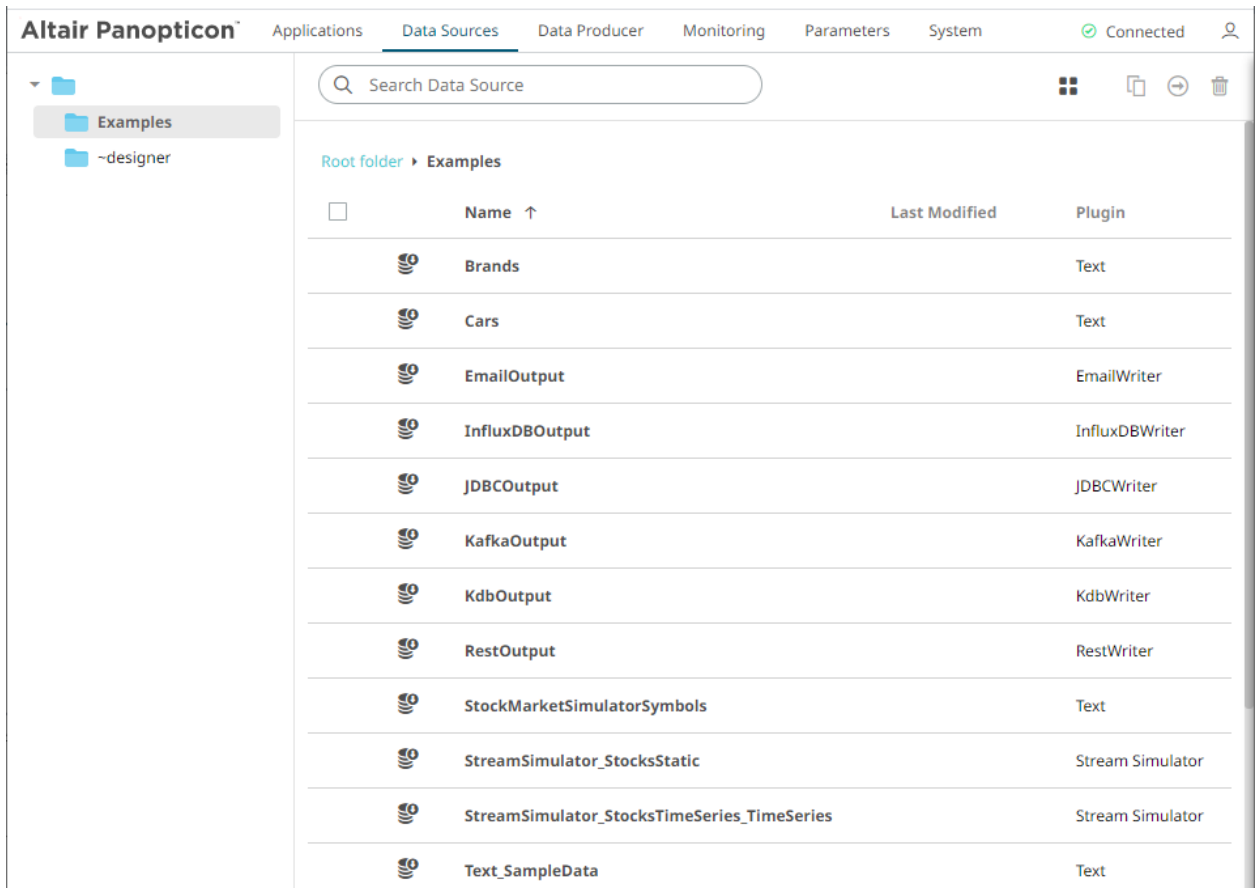 Altair Panopticon™ Applications Data Sources Data Producer Monitoring Parameters System Connected
Search Data Source
Examples
~designer
Root folder Examples
Name ↑ Last Modified Plugin
Brands Text
Cars Text
EmailOutput EmailWriter
InfluxDBOutput InfluxDBWriter
JDBCOutput JDBCWriter
KafkaOutput KafkaWriter
KdbOutput KdbWriter
RestOutput RestWriter
StockMarketSimulatorSymbols Text
StreamSimulator_StocksStatic Stream Simulator
StreamSimulator_StocksTimeSeries_TimeSeries Stream Simulator
Text_SampleData Text